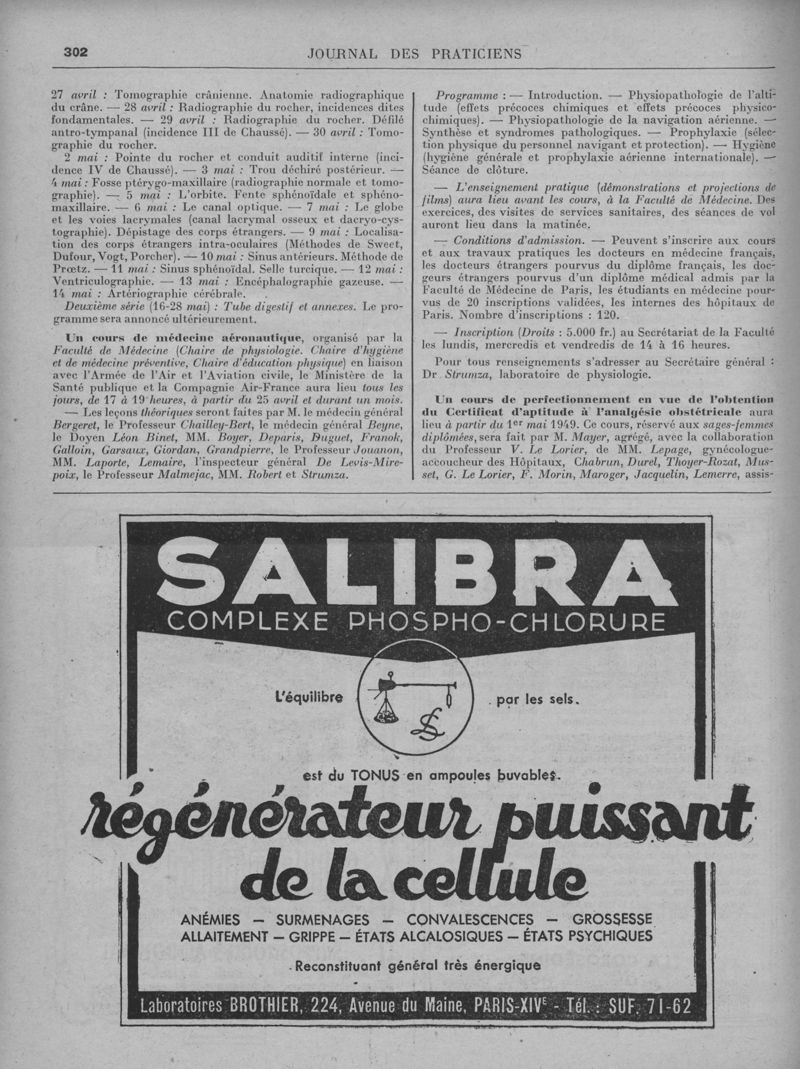 302
JOURNAL DES PRATICIENS
27 avril : Tomographie crânienne. Anatomie radiographique
du crâne. — 28 avril : Radiographie du rocher, incidences dites
fondamentales. — 29 avril : Radiographie du rocher. Défilé
antro-tympanal (incidence III de Chaussé). — 30 avril : Tomo-
graphie du rocher.
2 mai : Pointe du rocher et conduit auditif interne (inci-
dence IV de Chaussé). — 3 mai : Trou déchiré postérieur. —
4 mai : Fosse ptérygo-maxillaire (radiographie normale et tomo-
graphie). — 5 mai : L'orbite. Fente sphénoïdale et sphéno-
maxillaire. — 6 mai : Le canal optique. — 7 mai : Le globe
et les voies lacrymales (canal lacrymal osseux et dacryo-cys-
tographie). Dépistage des corps étrangers. — 9 mai : Localisa-
tion des corps étrangers intra-oculaires (Méthodes de Sweet,
Dufour, Vogt, Porcher). — 10 mai : Sinus antérieurs. Méthode de
Prœtz. — 11 mai : Sinus sphénoïdal. Selle turcique. — 12 mai :
Ventriculographie. — 13 mai : Encéphalographie gazeuse. —
14 mai : Artériographie cérébrale.
Deuxième série (16-28 mai) : Tube digestif et annexes. Le pro-
gramme sera annoncé ultérieurement.
Un cours de médecine aéronautique, organisé par la
Faculté de Médecine (Chaire de physiologie. Chaire d'hygiène
et de médecine préventive, Chaire d'éducation physique) en liaison
avec l'Armée de l'Air et l'Aviation civile, le Ministère de la
Santé publique et la Compagnie Air-France aura lieu tous les
jours, de 17 à 19 heures, à partir du 25 avril et durant un mois.
— Les leçons théoriques seront faites par M. le médecin général
Bergeret, le Professeur Chailley-Bert, le médecin général Beyne,
le Doyen Léon Binet, MM. Boyer, Deparis, Duguet, Franok,
Galloin, Garsaux, Giordan, Grandpierre, le Professeur Jouanon,
MM. Laporte, Lemaire, l'inspecteur général De Levis-Mire-
poix, le Professeur Malmejac, MM. Robert et Strumza.
Programme : — Introduction. — Physiopathologie de l'alti-
tude (effets précoces chimiques et effets précoces physico-
chimiques). — Physiopathologie de la navigation aérienne. —
Synthèse et syndromes pathologiques. — Prophylaxie (sélec-
tion physique du personnel navigant et protection). — Hygiène
(hygiène générale et prophylaxie aérienne internationale). —
Séance de clôture.
— L'enseignement pratique (démonstrations et projections de
films) aura lieu avant les cours, à la Faculté de Médecine. Des
exercices, des visites de services sanitaires, des séances de vol
auront lieu dans la matinée.
— Conditions d'admission. — Peuvent s'inscrire aux cours
et aux travaux pratiques les docteurs en médecine français,
les docteurs étrangers pourvus du diplôme français, les doc-
geurs étrangers pourvus d'un diplôme médical admis par la
Faculté de Médecine de Paris, les étudiants en médecine pour-
vus de 20 inscriptions validées, les internes des hôpitaux de
Paris. Nombre d'inscriptions : 120.
— Inscription (Droits : 5.000 fr.) au Secrétariat de la Faculté
les lundis, mercredis et vendredis de 14 à 16 heures.
Pour tous renseignements s'adresser au Secrétaire général :
Dr Strumza, laboratoire de physiologie.
Un cours de perfectionnement en vue de l'obtention
du Certificat d'aptitude à l'analgésie obstétricale aura
lieu à partir du 1er mai 1949. Ce cours, réservé aux sages-femmes
diplômées, sera fait par M. Mayer, agrégé, avec la collaboration
du Professeur V. Le Lorier, de MM. Lepage, gynécologue-
accoucheur des Hôpitaux, Chabrun, Durel, Thoyer-Rozat, Mus-
set, G. Le Lorier, F. Morin, Maroger, Jacquelin, Lemerre, assis-
SALIBRA
COMPLEXE PHOSPHO-CHLORURE
L'équilibre
par les sels.
est du TONUS en ampoules buvables.
régénérateur puissant
de la cellule
ANÉMIES — SURMENAGES — CONVALESCENCES — GROSSESSE
ALLAITEMENT — GRIPPE — ÉTATS ALCALOSIQUES — ÉTATS PSYCHIQUES
Reconstituant général très énergique
Laboratoires BROTHIER, 224, Avenue du Maine, PARIS-XIVE - Tél. : SUF. 71-62